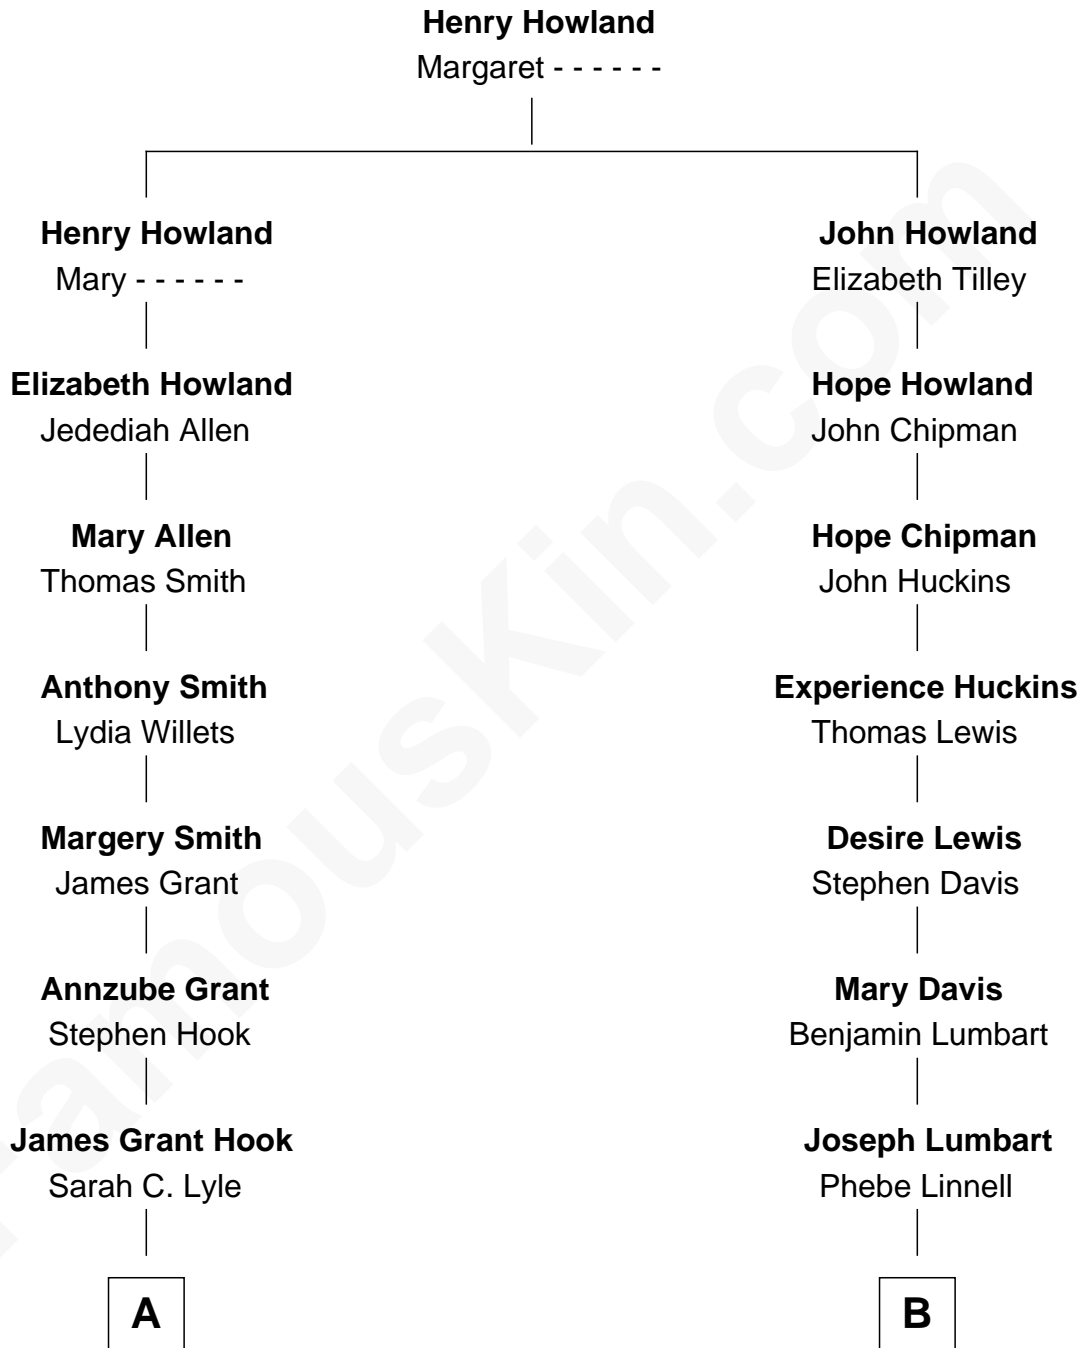 Henry Howland
Margaret - - - - - -
Henry Howland
Mary - - - - - -
John Howland
Elizabeth Tilley
Elizabeth Howland
Jedediah Allen
Hope Howland
John Chipman
Mary Allen
Thomas Smith
Hope Chipman
John Huckins
Anthony Smith
Lydia Willets
Experience Huckins
Thomas Lewis
Margery Smith
James Grant
Desire Lewis
Stephen Davis
Annzube Grant
Stephen Hook
Mary Davis
Benjamin Lumbart
James Grant Hook
Sarah C. Lyle
Joseph Lumbart
Phebe Linnell
A
B
FamousKin.com